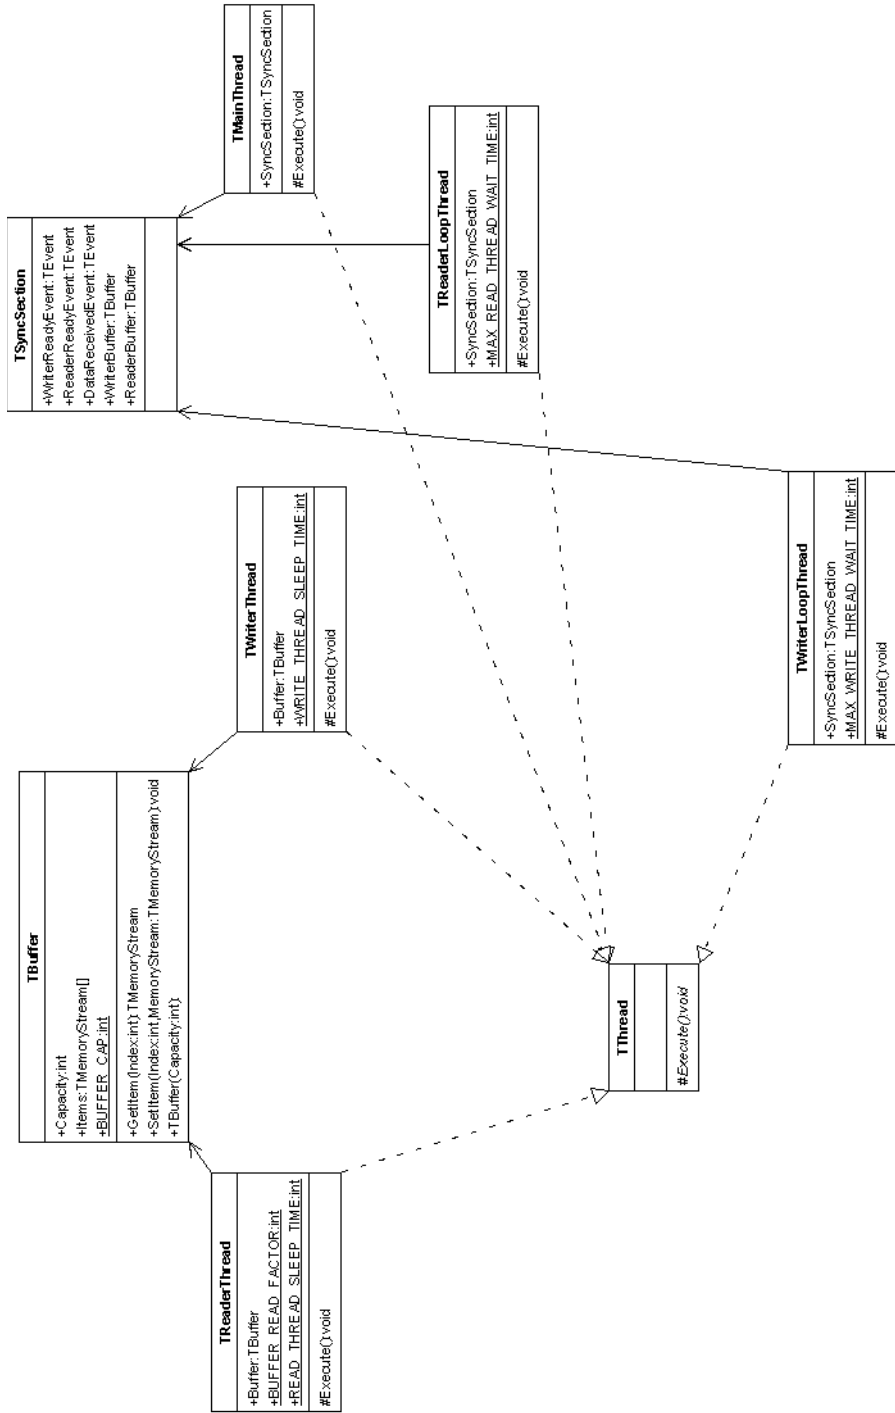 TBuffer
+Capacity:int
+Items:TMemoryStream[]
+BUFFER_CAP:int
+GetItem(Index:int):TMemoryStream
+SetItem(Index:int,MemoryStream:TMemoryStream):void
+TBuffer(Capacity:int):
TSyncSection
+WriterReadyEvent:TEvent
+ReaderReadyEvent:TEvent
+DataReceivedEvent:TEvent
+WriterBuffer:TBuffer
+ReaderBuffer:TBuffer
TReaderThread
+Buffer:TBuffer
+BUFFER_READ_FACTOR:int
+READ_THREAD_SLEEP_TIME:int
#Execute():void
TWriterThread
+Buffer:TBuffer
+WRITE_THREAD_SLEEP_TIME:int
#Execute():void
TMainThread
+SyncSection:TSyncSection
#Execute():void
TReaderLoopThread
+SyncSection:TSyncSection
+MAX_READ_THREAD_WAIT_TIME:int
#Execute():void
TThread
#Execute():void
TWriterLoopThread
+SyncSection:TSyncSection
+MAX_WRITE_THREAD_WAIT_TIME:int
#Execute():void